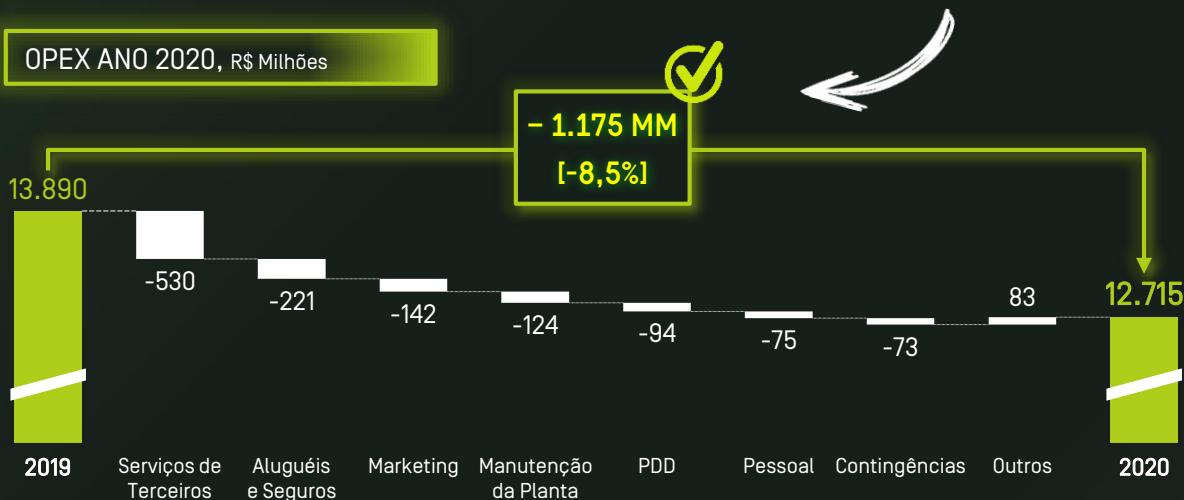 OPEX ANO 2020, R$ Milhões
– 1.175 MM
[-8,5%]
13.890
-530
-221
-142
-124
-94
-75
-73
83
12.715
2019
Serviços de
Terceiros
Aluguéis
e Seguros
Marketing
Manutenção
da Planta
PDD
Pessoal
Contingências
Outros
2020